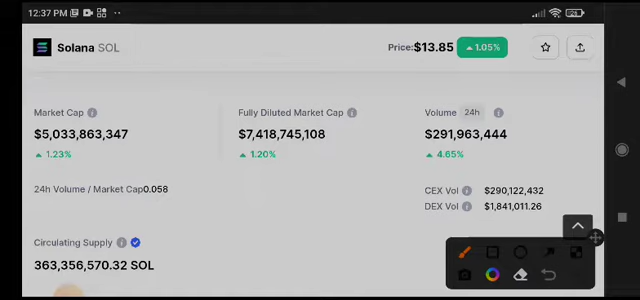 12:37 PM
Solana SOL
Price:$13.85 1.05%
Market Cap
$5,033,863,347
1.23%
Fully Diluted Market Cap
$7,418,745,108
1.20%
Volume 24h
$291,963,444
4.65%
24h Volume / Market Cap0.058
CEX Vol $290,122,432
DEX Vol $1,841,011.26
Circulating Supply
363,356,570.32 SOL